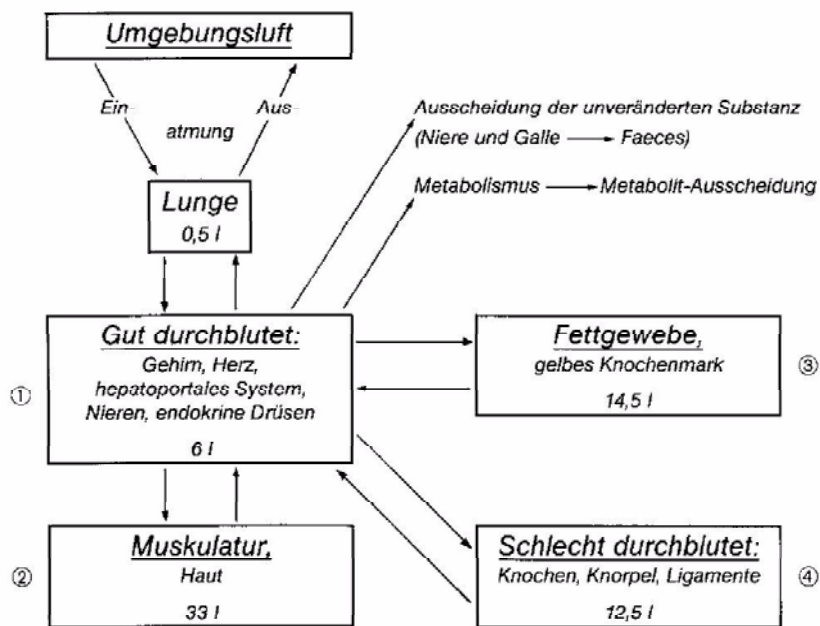 Umgebungsluft
Ein- Aus-
atmung
Ausscheidung der unveränderten Substanz
(Niere und Galle → Faeces)
Metabolismus → Metabolit-Ausscheidung
Lunge
0,5 l
Gut durchblutet:
Gehirn, Herz,
hepatoportales System,
Nieren, endokrine Drüsen
6 l
①
Fettgewebe,
gelbes Knochenmark
14,5 l
③
Muskulatur,
Haut
33 l
②
Schlecht durchblutet:
Knochen, Knorpel, Ligamente
12,5 l
④